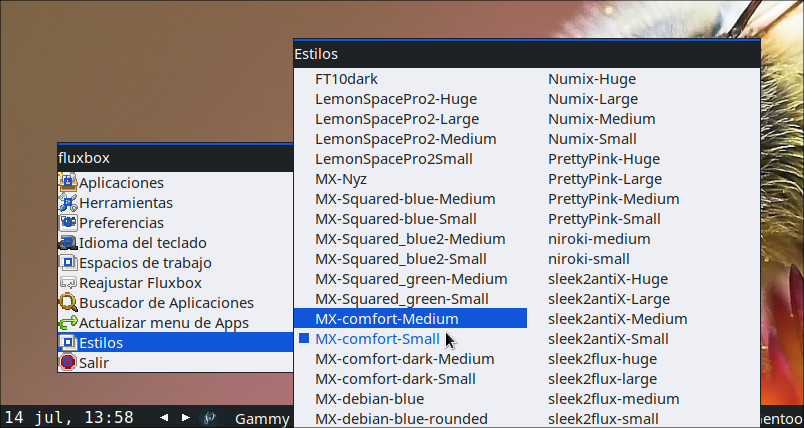 Estilos
FT10dark
LemonSpacePro2-Huge
LemonSpacePro2-Large
LemonSpacePro2-Medium
LemonSpacePro2Small
MX-Nyz
MX-Squared-blue-Medium
MX-Squared-blue-Small
MX-Squared_blue2-Medium
MX-Squared_blue2-Small
MX-Squared_green-Medium
MX-Squared_green-Small
MX-comfort-Medium
MX-comfort-Small
MX-comfort-dark-Medium
MX-comfort-dark-Small
MX-debian-blue
MX-debian-blue-rounded
Numix-Huge
Numix-Large
Numix-Medium
Numix-Small
PrettyPink-Huge
PrettyPink-Large
PrettyPink-Medium
PrettyPink-Small
niroki-medium
niroki-small
sleek2antiX-Huge
sleek2antiX-Large
sleek2antiX-Medium
sleek2antiX-Small
sleek2flux-huge
sleek2flux-large
sleek2flux-medium
sleek2flux-small
fluxbox
Aplicaciones
Herramientas
Preferencias
Idioma del teclado
Espacios de trabajo
Reajustar Fluxbox
Buscador de Aplicaciones
Actualizar menu de Apps
Estilos
Salir
14 jul, 13:58
Gammy